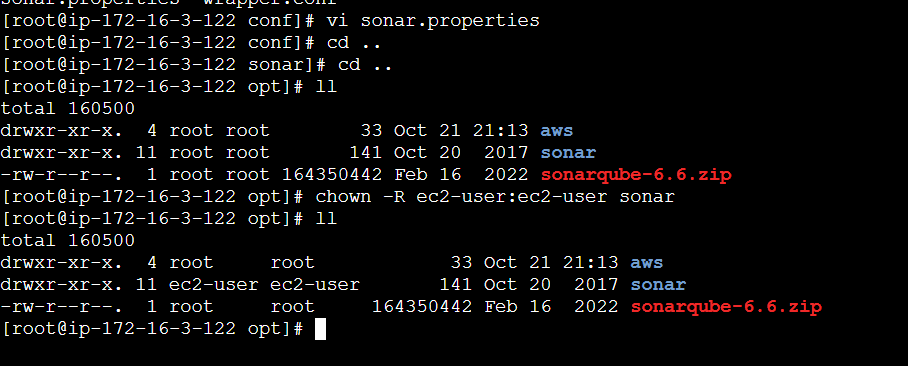 sonar.properties wrapper.conf
[root@ip-172-16-3-122 conf]# vi sonar.properties
[root@ip-172-16-3-122 conf]# cd ..
[root@ip-172-16-3-122 sonar]# cd ..
[root@ip-172-16-3-122 opt]# ll
total 160500
drwxr-xr-x.  4 root root        33 Oct 21 21:13 aws
drwxr-xr-x. 11 root root       141 Oct 20  2017 sonar
-rw-r--r--.  1 root root 164350442 Feb 16  2022 sonarqube-6.6.zip
[root@ip-172-16-3-122 opt]# chown -R ec2-user:ec2-user sonar
[root@ip-172-16-3-122 opt]# ll
total 160500
drwxr-xr-x.  4 root     root            33 Oct 21 21:13 aws
drwxr-xr-x. 11 ec2-user ec2-user       141 Oct 20  2017 sonar
-rw-r--r--.  1 root     root     164350442 Feb 16  2022 sonarqube-6.6.zip
[root@ip-172-16-3-122 opt]#